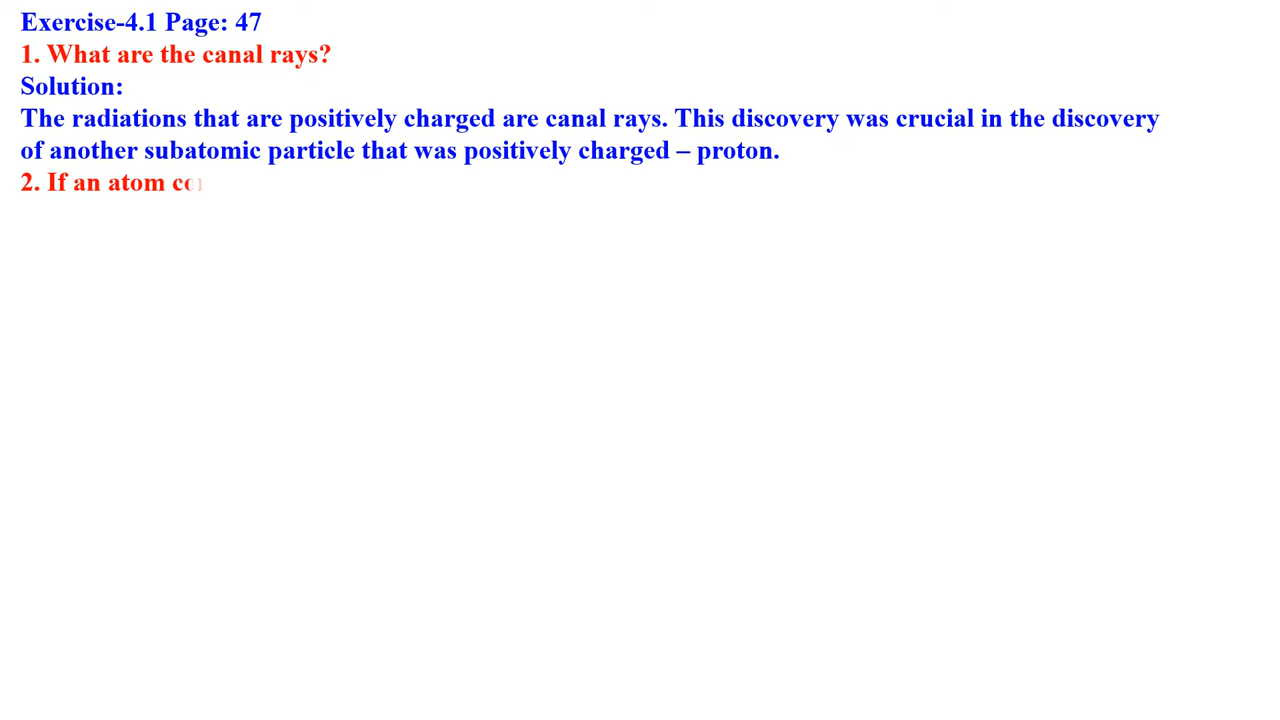 Exercise-4.1 Page: 47
1. What are the canal rays?
Solution:
The radiations that are positively charged are canal rays. This discovery was crucial in the discovery
of another subatomic particle that was positively charged – proton.
2. If an atom